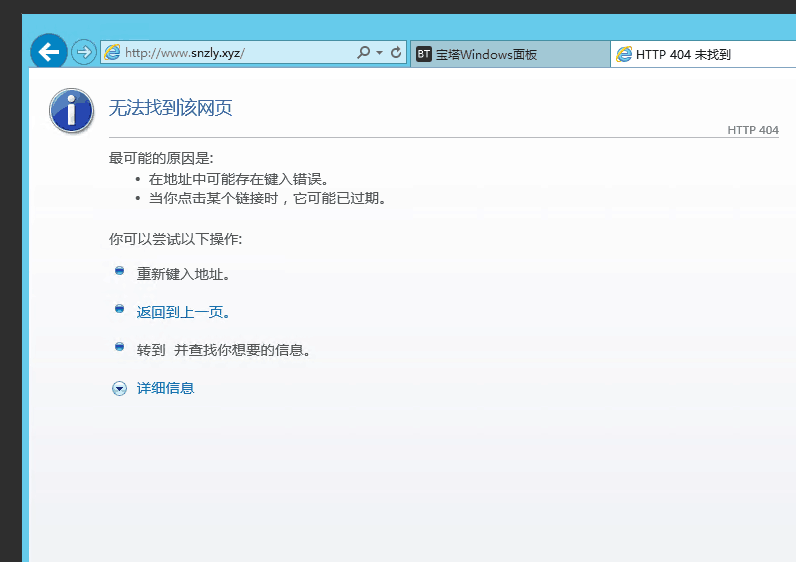 http://www.snzly.xyz/
BT 宝塔Windows面板
HTTP 404 未找到
无法找到该网页
HTTP 404
最可能的原因是:
• 在地址中可能存在键入错误。
• 当你点击某个链接时，它可能已过期。
你可以尝试以下操作:
重新键入地址。
返回到上一页。
转到 并查找你想要的信息。
详细信息